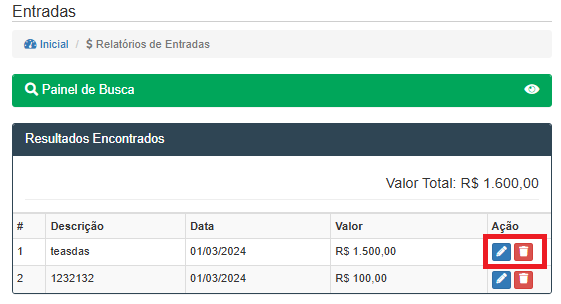 Entradas
Inicial / $ Relatórios de Entradas
Painel de Busca
Resultados Encontrados
Valor Total: R$ 1.600,00
# Descrição Data Valor Ação
1 teasdas 01/03/2024 R$ 1.500,00
2 1232132 01/03/2024 R$ 100,00